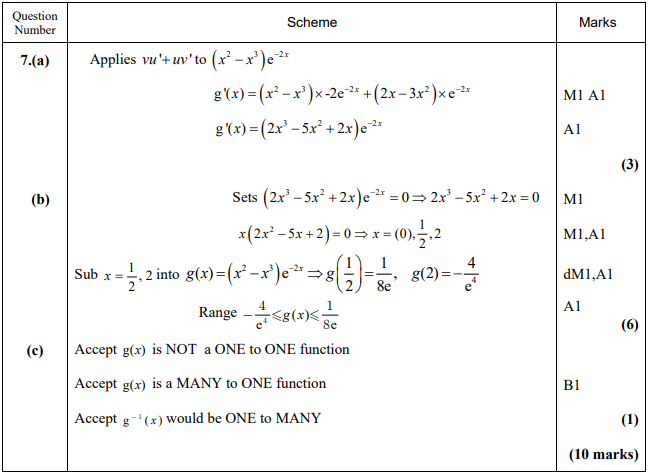 Question Number Scheme Marks
7.(a) Applies vu'+uv' to (x² − x³)e⁻²ˣ
g'(x) = (x² − x³)× -2e⁻²ˣ + (2x − 3x²)× e⁻²ˣ M1 A1
g'(x) = (2x³ − 5x² + 2x)e⁻²ˣ A1
(3)
(b) Sets (2x³ − 5x² + 2x)e⁻²ˣ = 0 ⇒ 2x³ − 5x² + 2x = 0 M1
x(2x² − 5x + 2) = 0 ⇒ x = (0), 1/2, 2 M1,A1
Sub x = 1/2, 2 into g(x) = (x² − x³)e⁻²ˣ ⇒ g(1/2) = 1/8e, g(2) = −4/e⁴ dM1,A1
Range −4/e⁴ ⩽ g(x) ⩽ 1/8e A1
(6)
(c) Accept g(x) is NOT a ONE to ONE function
Accept g(x) is a MANY to ONE function B1
Accept g⁻¹(x) would be ONE to MANY (1)
(10 marks)